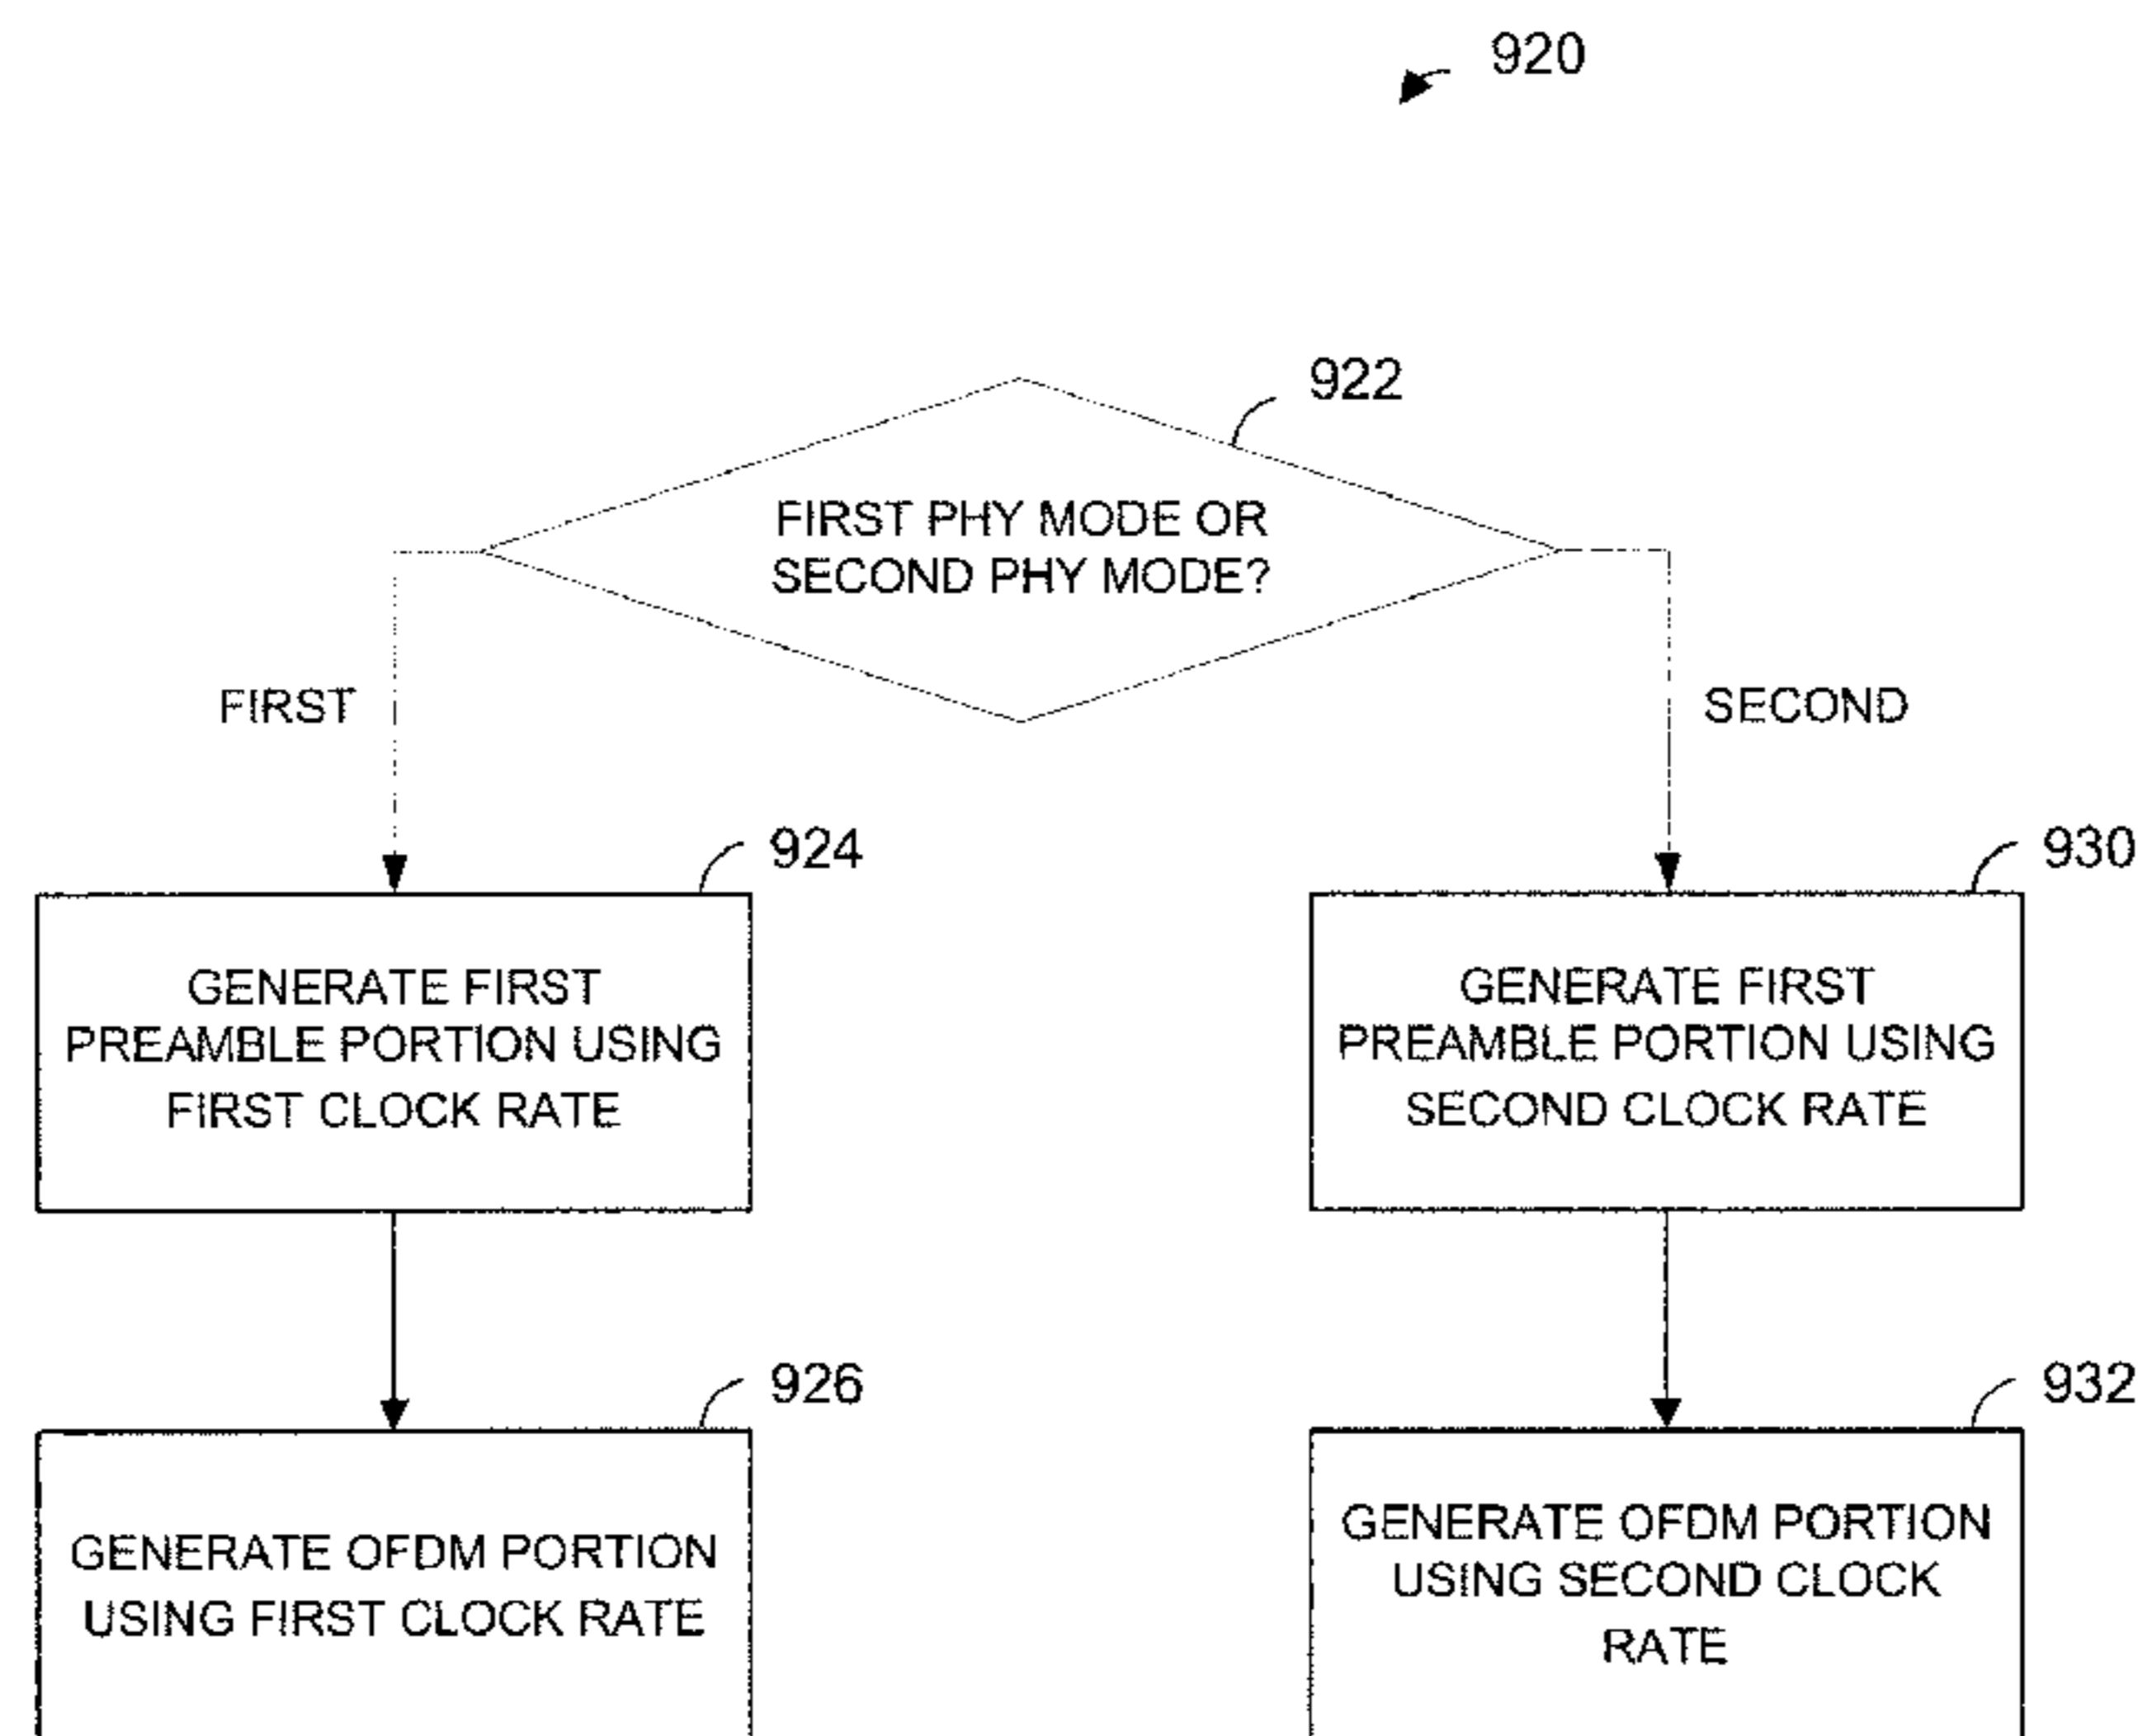 920
922
FIRST PHY MODE OR
SECOND PHY MODE?
FIRST
SECOND
924
GENERATE FIRST
PREAMBLE PORTION USING
FIRST CLOCK RATE
930
GENERATE FIRST
PREAMBLE PORTION USING
SECOND CLOCK RATE
926
GENERATE OFDM PORTION
USING FIRST CLOCK RATE
932
GENERATE OFDM PORTION
USING SECOND CLOCK
RATE